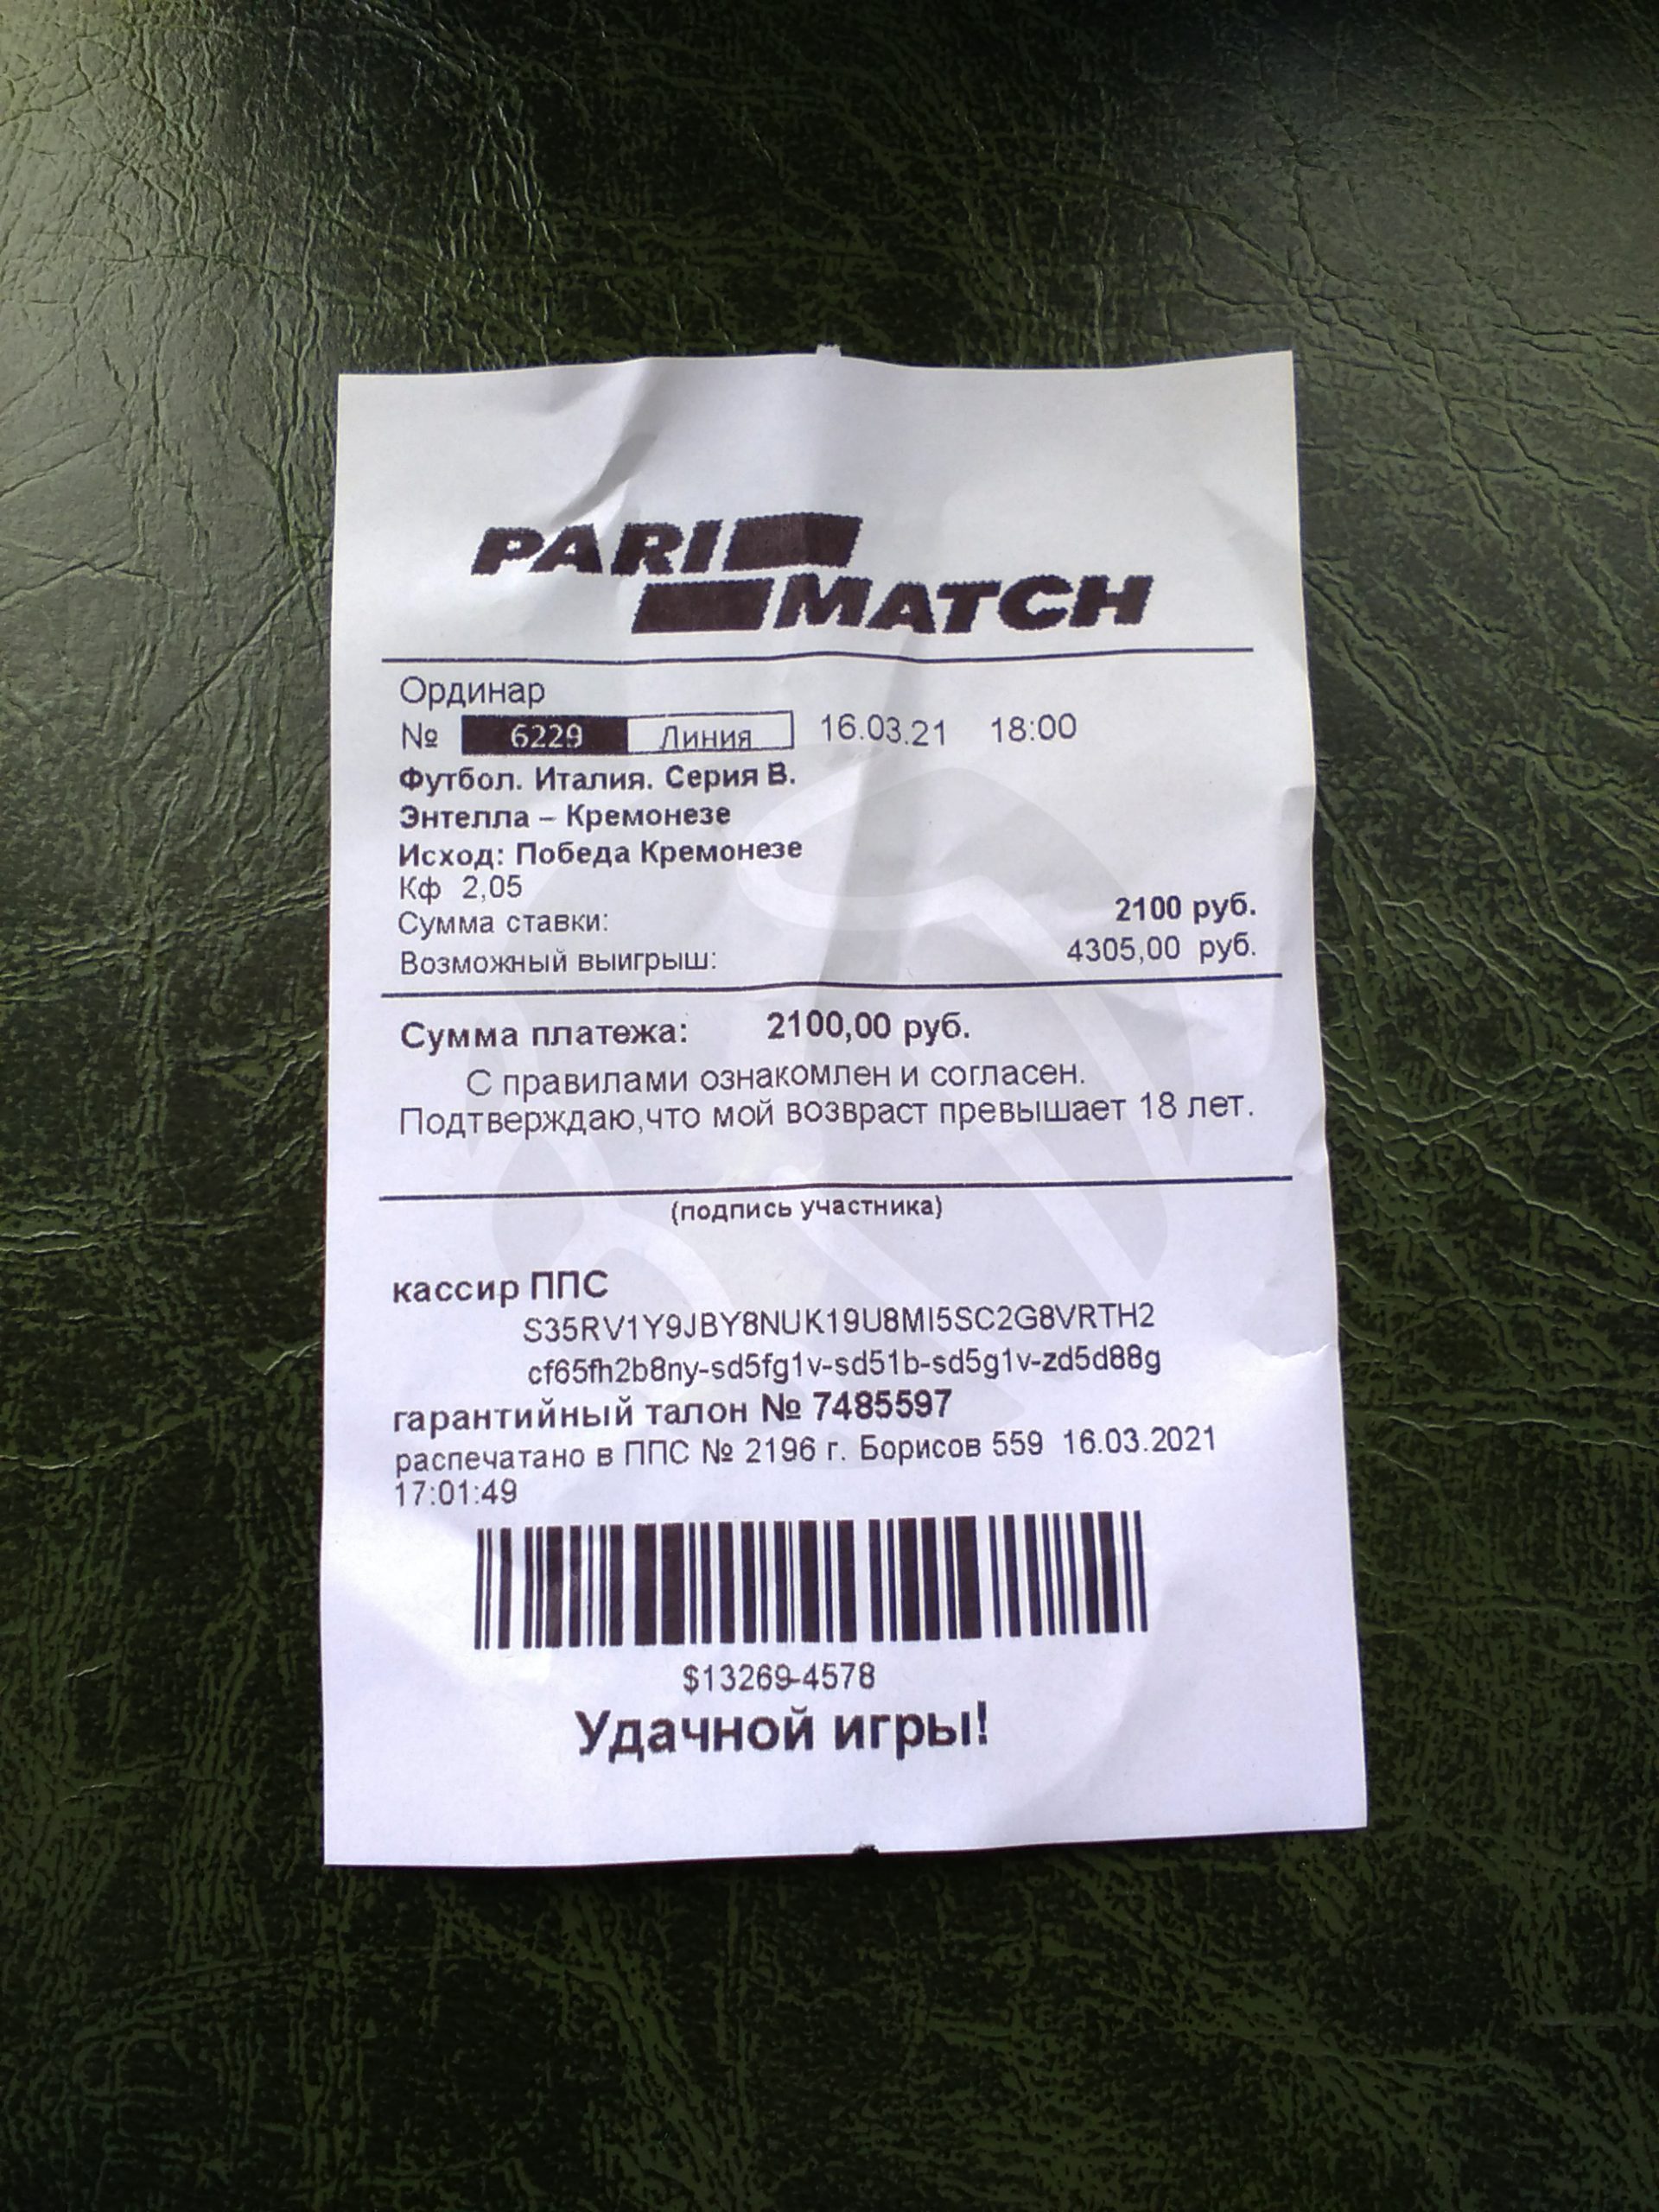 PARI
MATCH
Ординар
№ 6229 Линия 16.03.21 18:00
Футбол. Италия. Серия В.
Энтелла – Кремонезе
Исход: Победа Кремонезе
Кф 2,05
Сумма ставки: 2100 руб.
Возможный выигрыш: 4305,00 руб.
Сумма платежа: 2100,00 руб.
С правилами ознакомлен и согласен.
Подтверждаю,что мой возвраст превышает 18 лет.
(подпись участника)
кассир ППС
S35RV1Y9JBY8NUK19U8MI5SC2G8VRTH2
cf65fh2b8ny-sd5fg1v-sd51b-sd5g1v-zd5d88g
гарантийный талон № 7485597
распечатано в ППС № 2196 г. Борисов 559 16.03.2021
17:01:49
$13269-4578
Удачной игры!